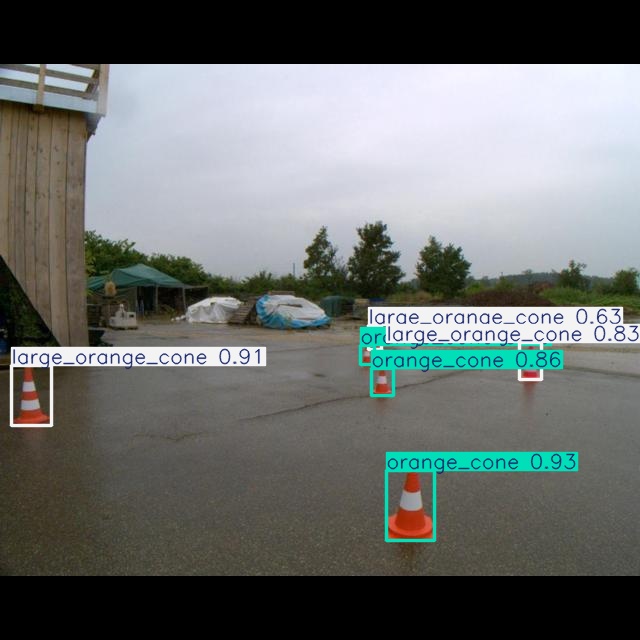 larae_oranae_cone 0.63
large_orange_cone 0.83
large_orange_cone 0.91
orange_cone 0.86
orange_cone 0.93